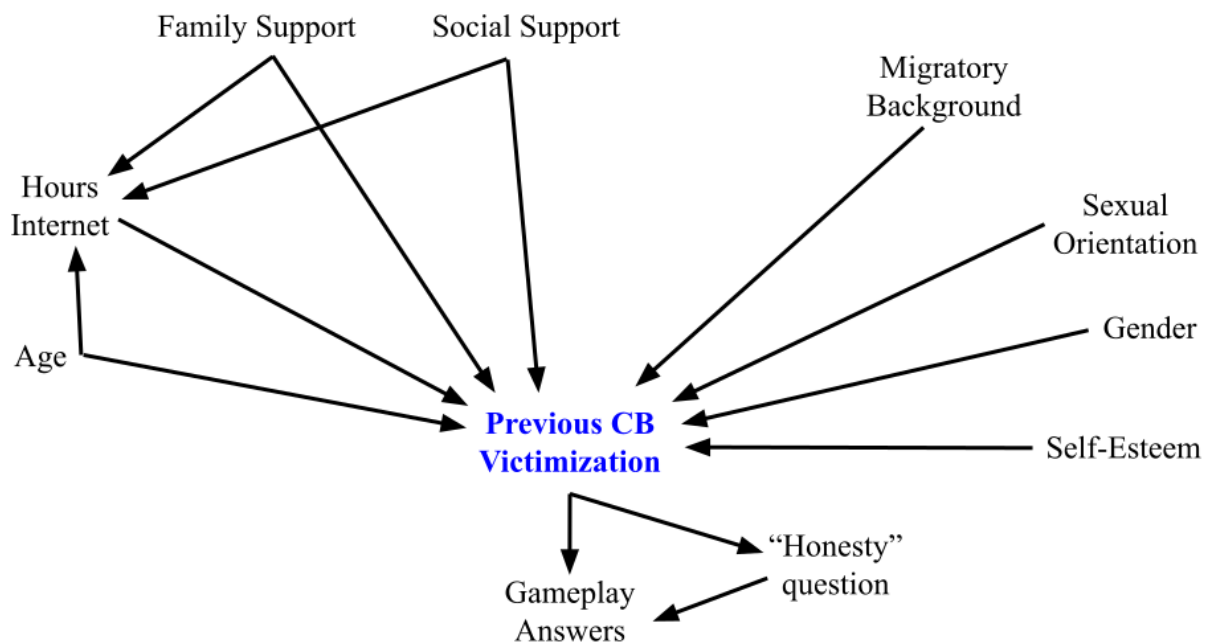 Family Support
Social Support
Migratory
Background
Hours
Internet
Sexual
Orientation
Gender
Age
Previous CB
Victimization
Self-Esteem
“Honesty”
question
Gameplay
Answers